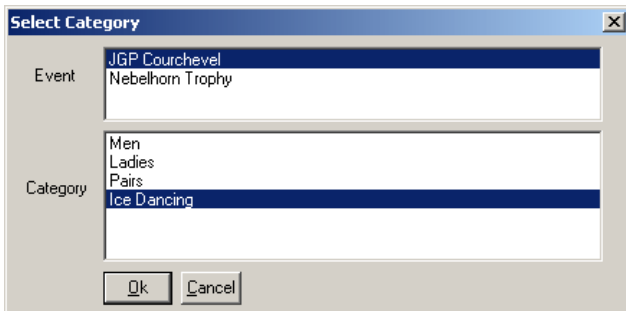 Select Category
Event
JGP Courchevel
Nebelhorn Trophy
Category
Men
Ladies
Pairs
Ice Dancing
Ok
Cancel